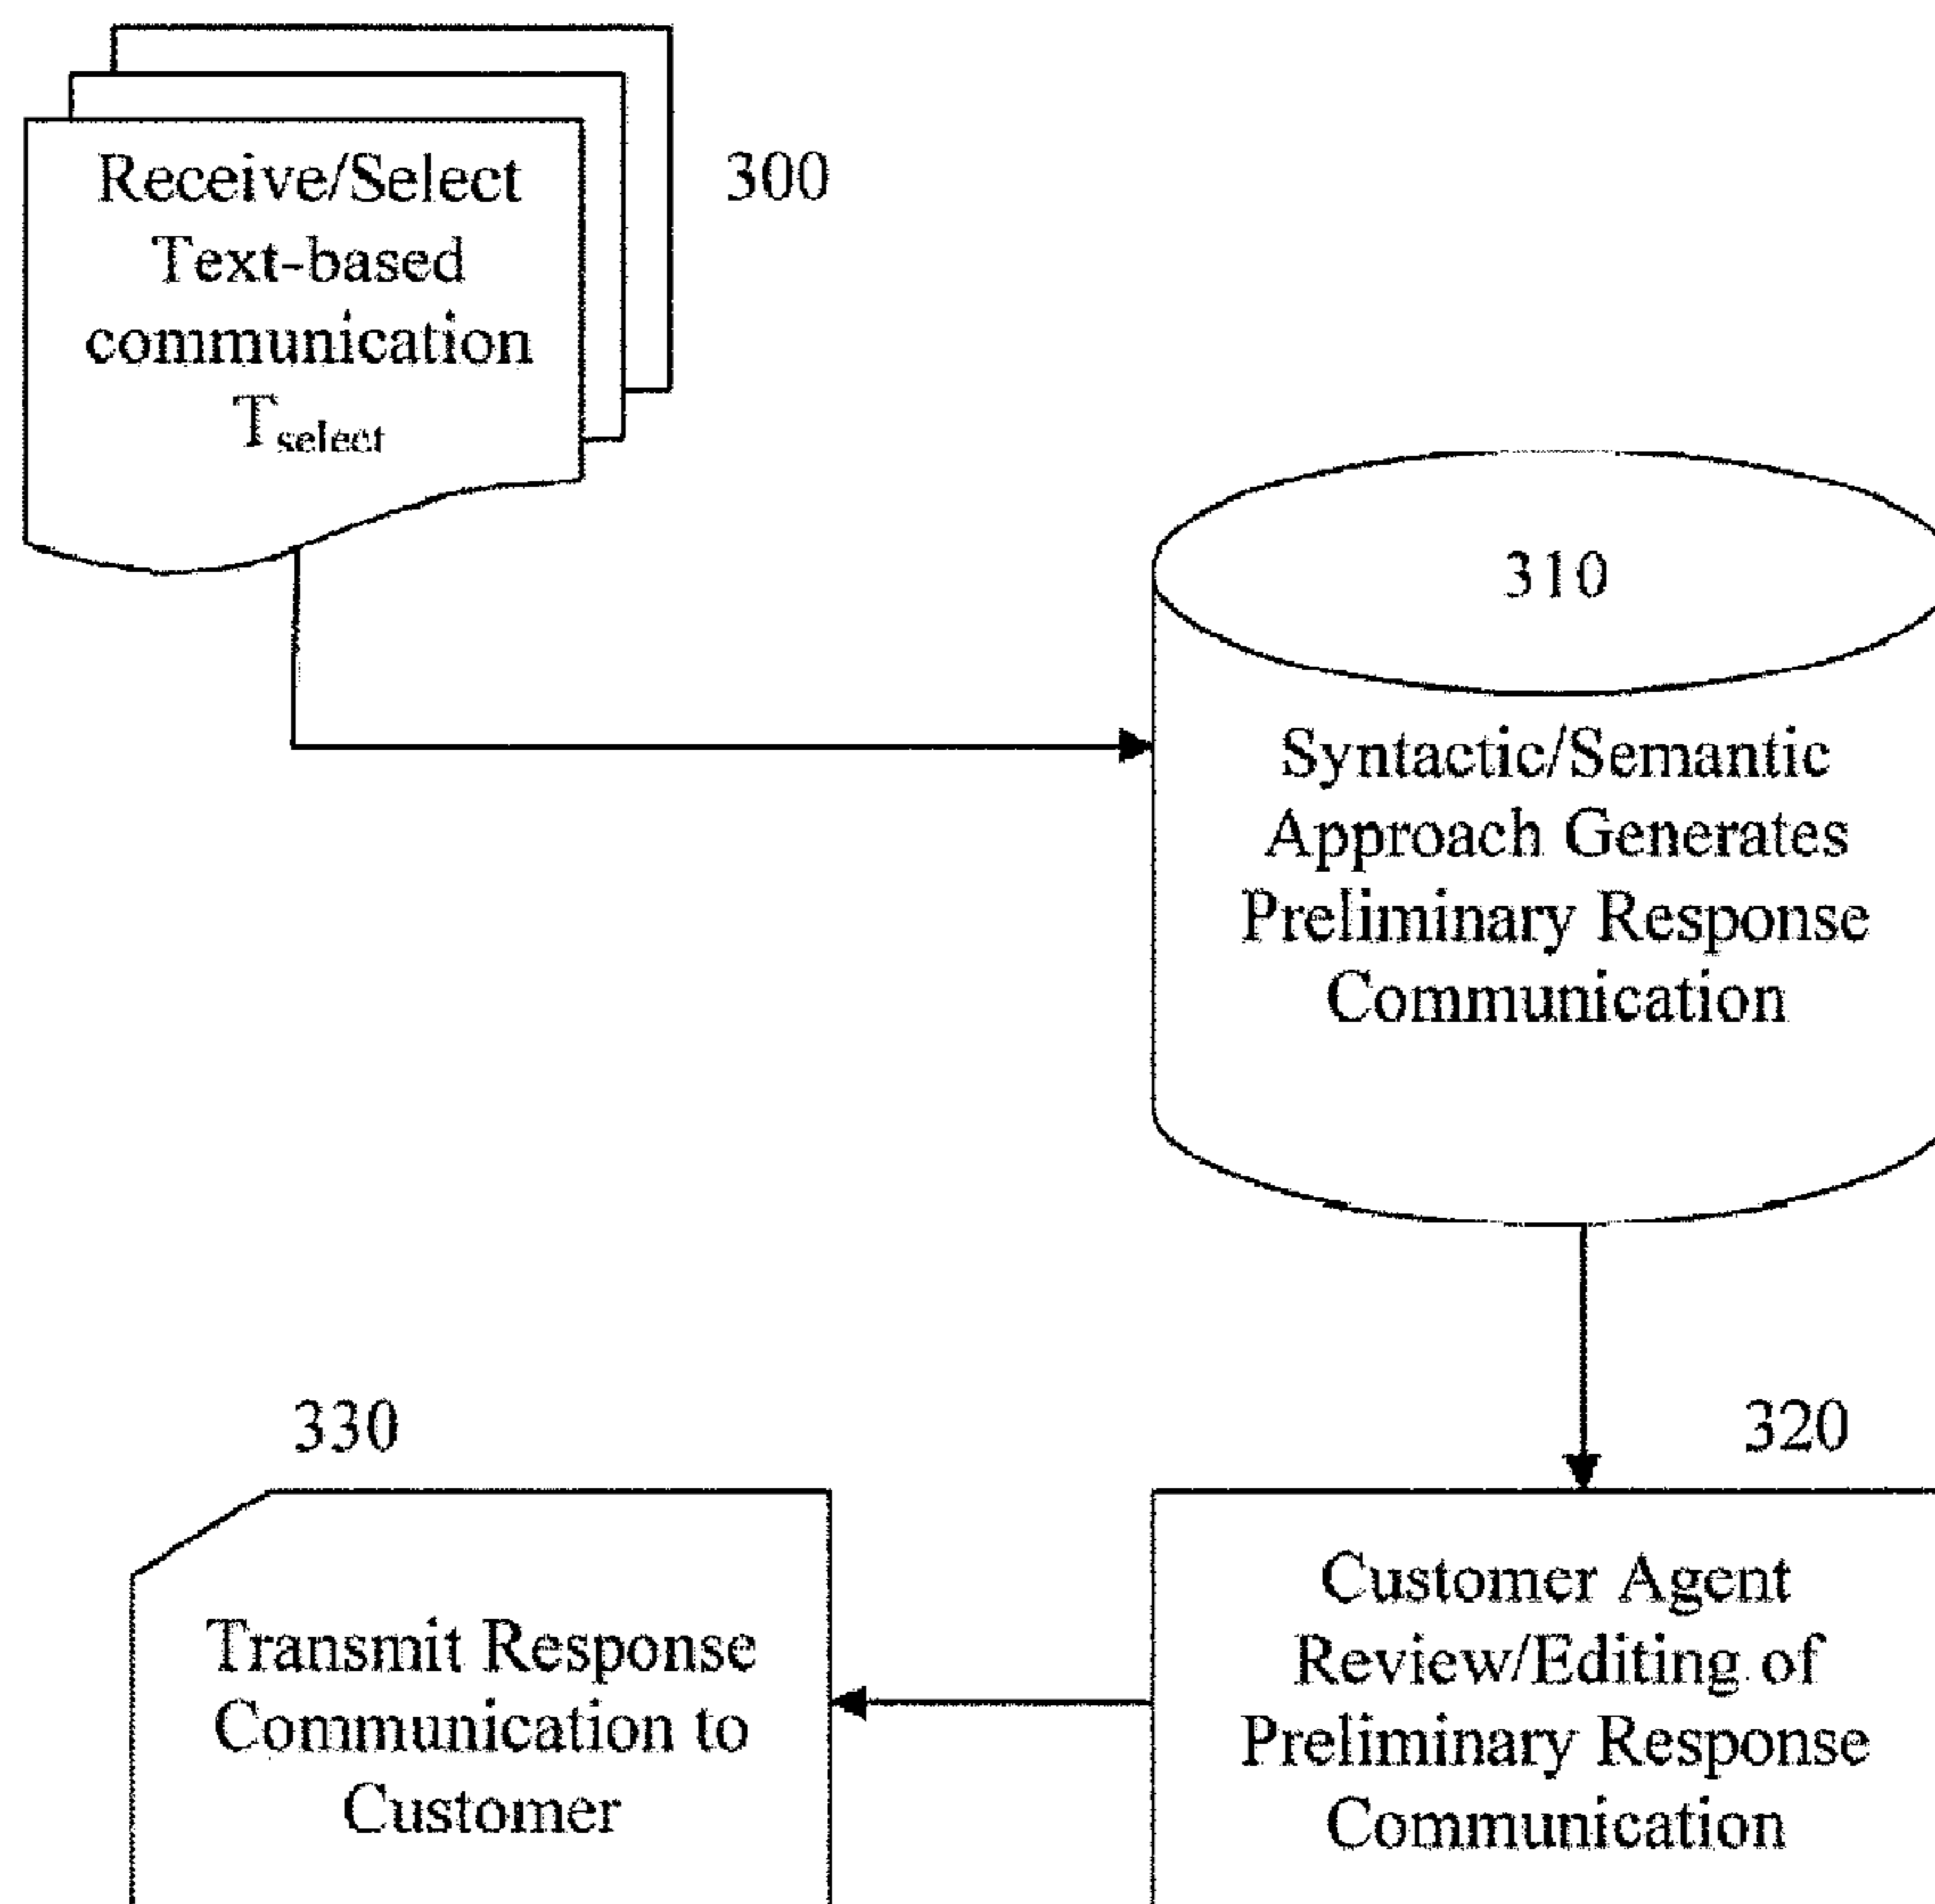 Receive/Select
Text-based
communication
Tselect
300
310
Syntactic/Semantic
Approach Generates
Preliminary Response
Communication
320
Customer Agent
Review/Editing of
Preliminary Response
Communication
330
Transmit Response
Communication to
Customer